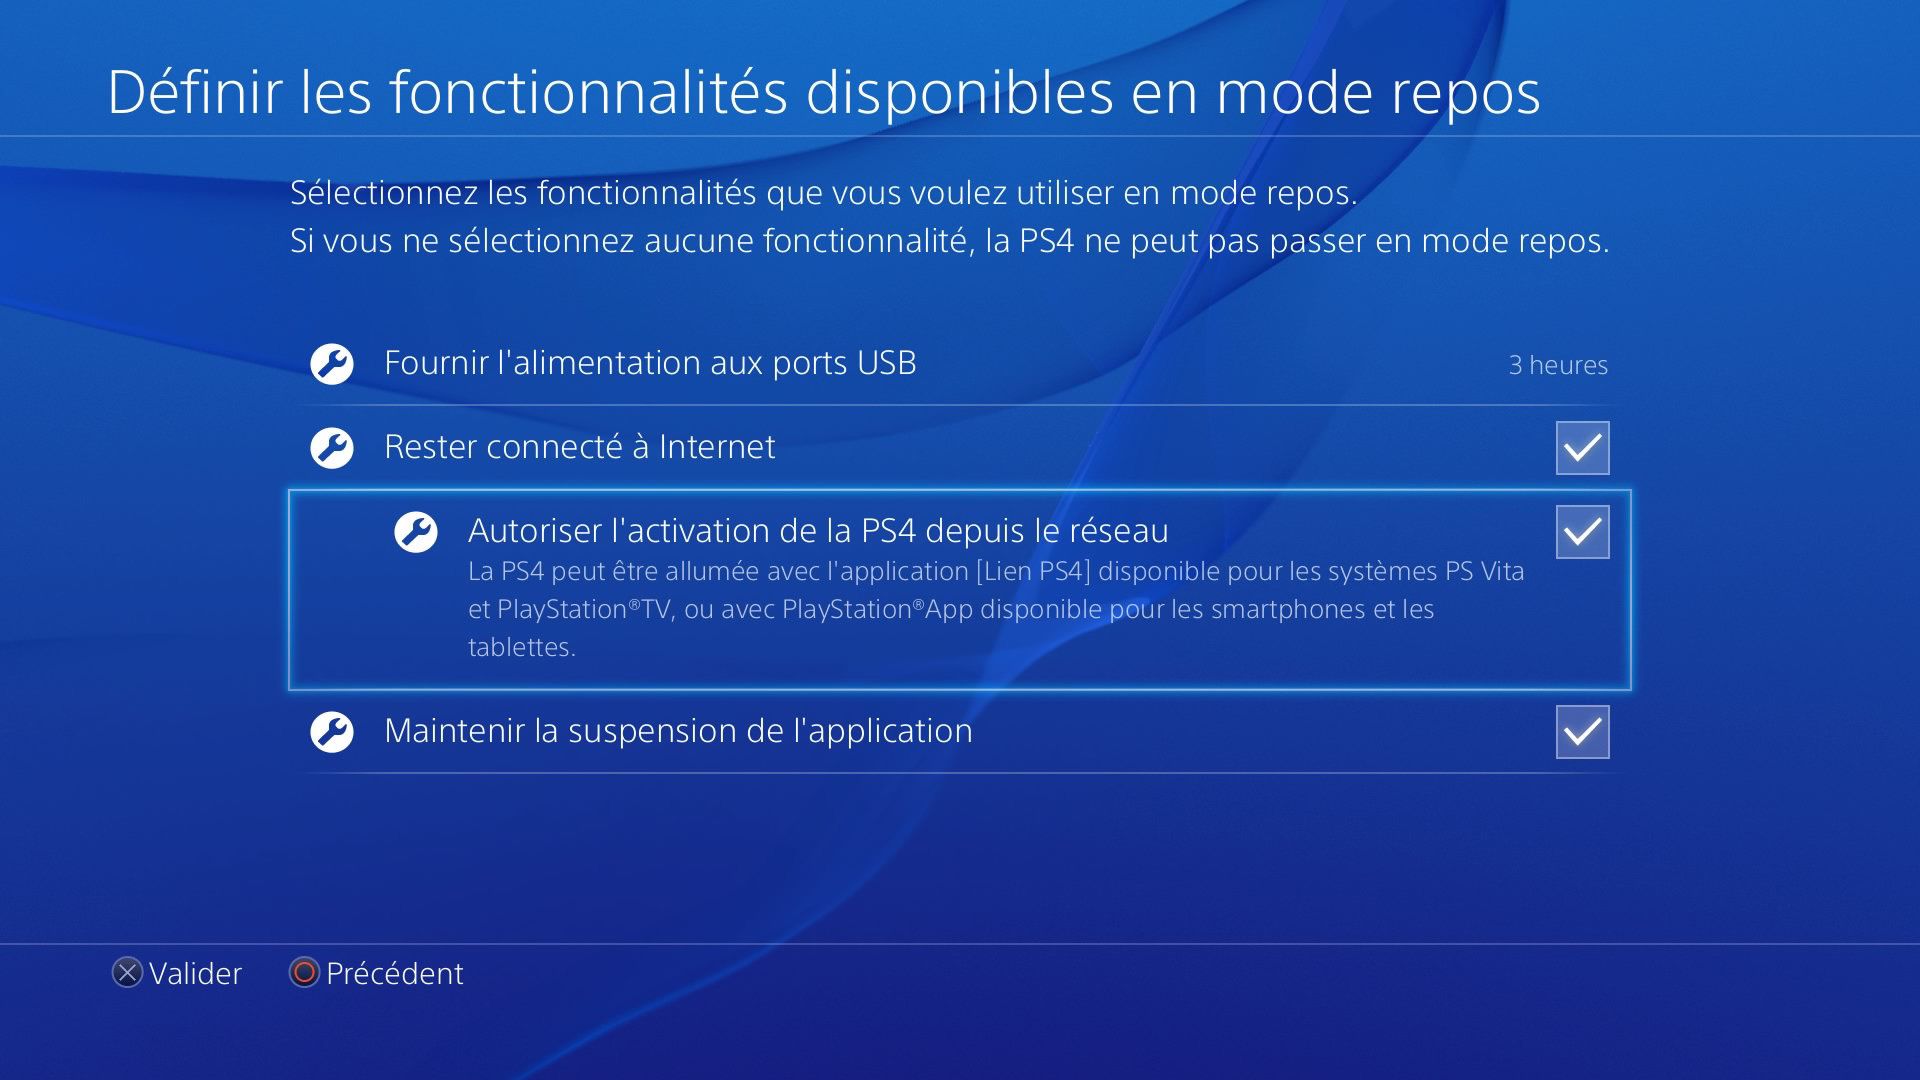 Définir les fonctionnalités disponibles en mode repos
Sélectionnez les fonctionnalités que vous voulez utiliser en mode repos.
Si vous ne sélectionnez aucune fonctionnalité, la PS4 ne peut pas passer en mode repos.
Fournir l'alimentation aux ports USB 3 heures
Rester connecté à Internet
Autoriser l'activation de la PS4 depuis le réseau
La PS4 peut être allumée avec l'application [Lien PS4] disponible pour les systèmes PS Vita
et PlayStation®TV, ou avec PlayStation®App disponible pour les smartphones et les
tablettes.
Maintenir la suspension de l'application
Valider Précédent